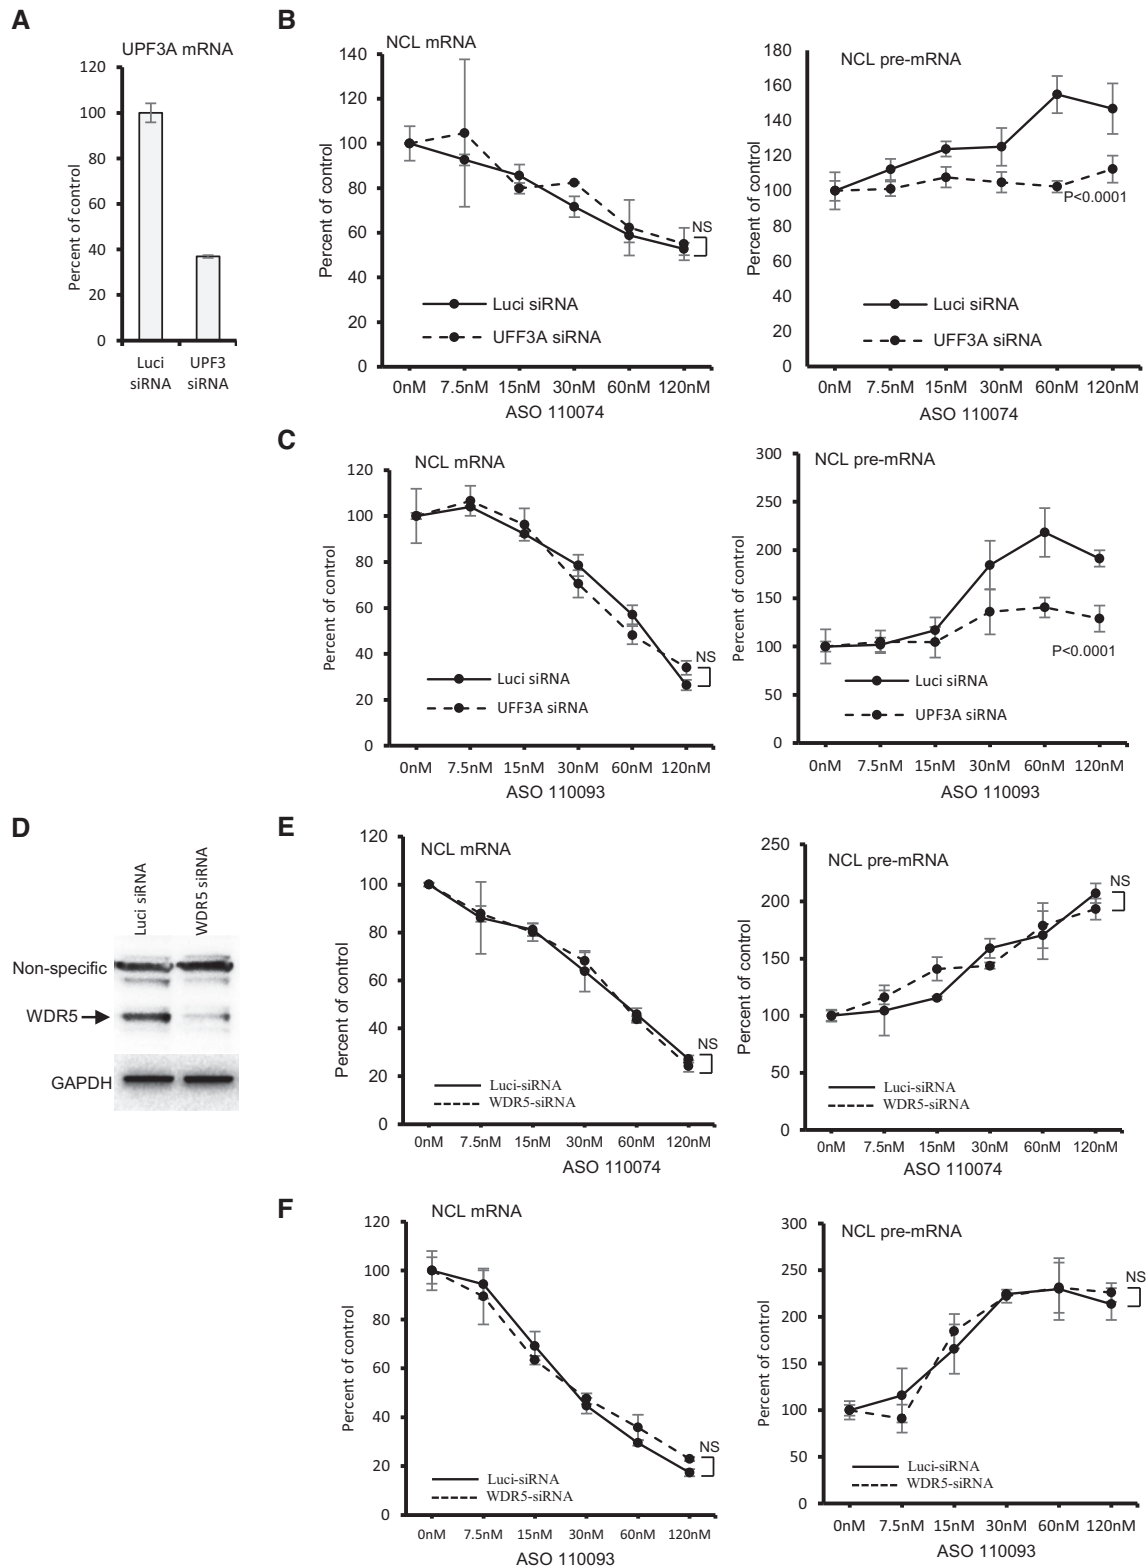 A
UPF3A mRNA
Percent of control
120
100
80
60
40
20
0
Luci siRNA
UPF3 siRNA
B
NCL mRNA
Percent of control
140
120
100
80
60
40
20
0
NS
Luci siRNA
UFF3A siRNA
0nM 7.5nM 15nM 30nM 60nM 120nM
ASO 110074
NCL pre-mRNA
Percent of control
180
160
140
120
100
80
60
40
20
0
P<0.0001
Luci siRNA
UFF3A siRNA
0nM 7.5nM 15nM 30nM 60nM 120nM
ASO 110074
C
NCL mRNA
Percent of control
120
100
80
60
40
20
0
NS
Luci siRNA
UFF3A siRNA
0nM 7.5nM 15nM 30nM 60nM 120nM
ASO 110093
NCL pre-mRNA
Percent of control
300
250
200
150
100
50
0
P<0.0001
Luci siRNA
UPF3A siRNA
0nM 7.5nM 15nM 30nM 60nM 120nM
ASO 110093
D
Luci siRNA
WDR5 siRNA
Non-specific
WDR5
GAPDH
E
NCL mRNA
Percent of control
120
100
80
60
40
20
0
NS
Luci-siRNA
WDR5-siRNA
0nM 7.5nM 15nM 30nM 60nM 120nM
ASO 110074
NCL pre-mRNA
Percent of control
250
200
150
100
50
0
NS
Luci-siRNA
WDR5-siRNA
0nM 7.5nM 15nM 30nM 60nM 120nM
ASO 110074
F
NCL mRNA
Percent of control
120
100
80
60
40
20
0
NS
Luci-siRNA
WDR5-siRNA
0nM 7.5nM 15nM 30nM 60nM 120nM
ASO 110093
NCL pre-mRNA
Percent of control
300
250
200
150
100
50
0
NS
Luci-siRNA
WDR5-siRNA
0nM 7.5nM 15nM 30nM 60nM 120nM
ASO 110093